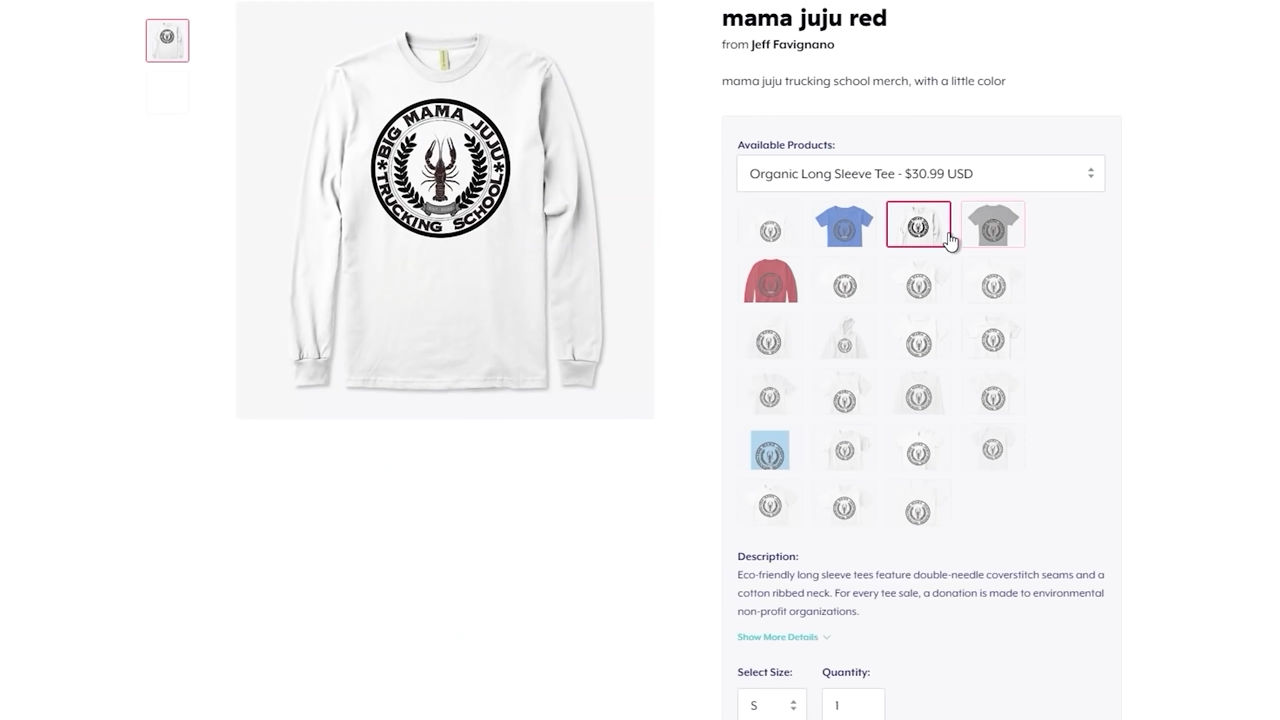 mama juju red
from Jeff Favignano
mama juju trucking school merch, with a little color
BIG MAMA JUJU
TRUCKING SCHOOL
Available Products:
Organic Long Sleeve Tee - $30.99 USD
Description:
Eco-friendly long sleeve tees feature double-needle coverstitch seams and a
cotton ribbed neck. For every tee sale, a donation is made to environmental
non-profit organizations.
Show More Details
Select Size:
Quantity:
S
1